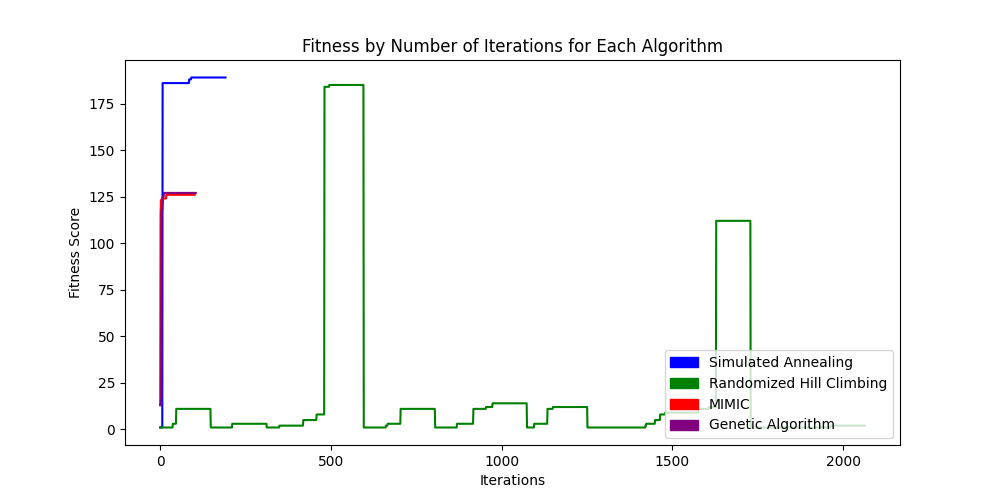 Fitness by Number of Iterations for Each Algorithm
Fitness Score
175
150
125
100
75
50
25
0
0 500 1000 1500 2000
Iterations
Simulated Annealing
Randomized Hill Climbing
MIMIC
Genetic Algorithm